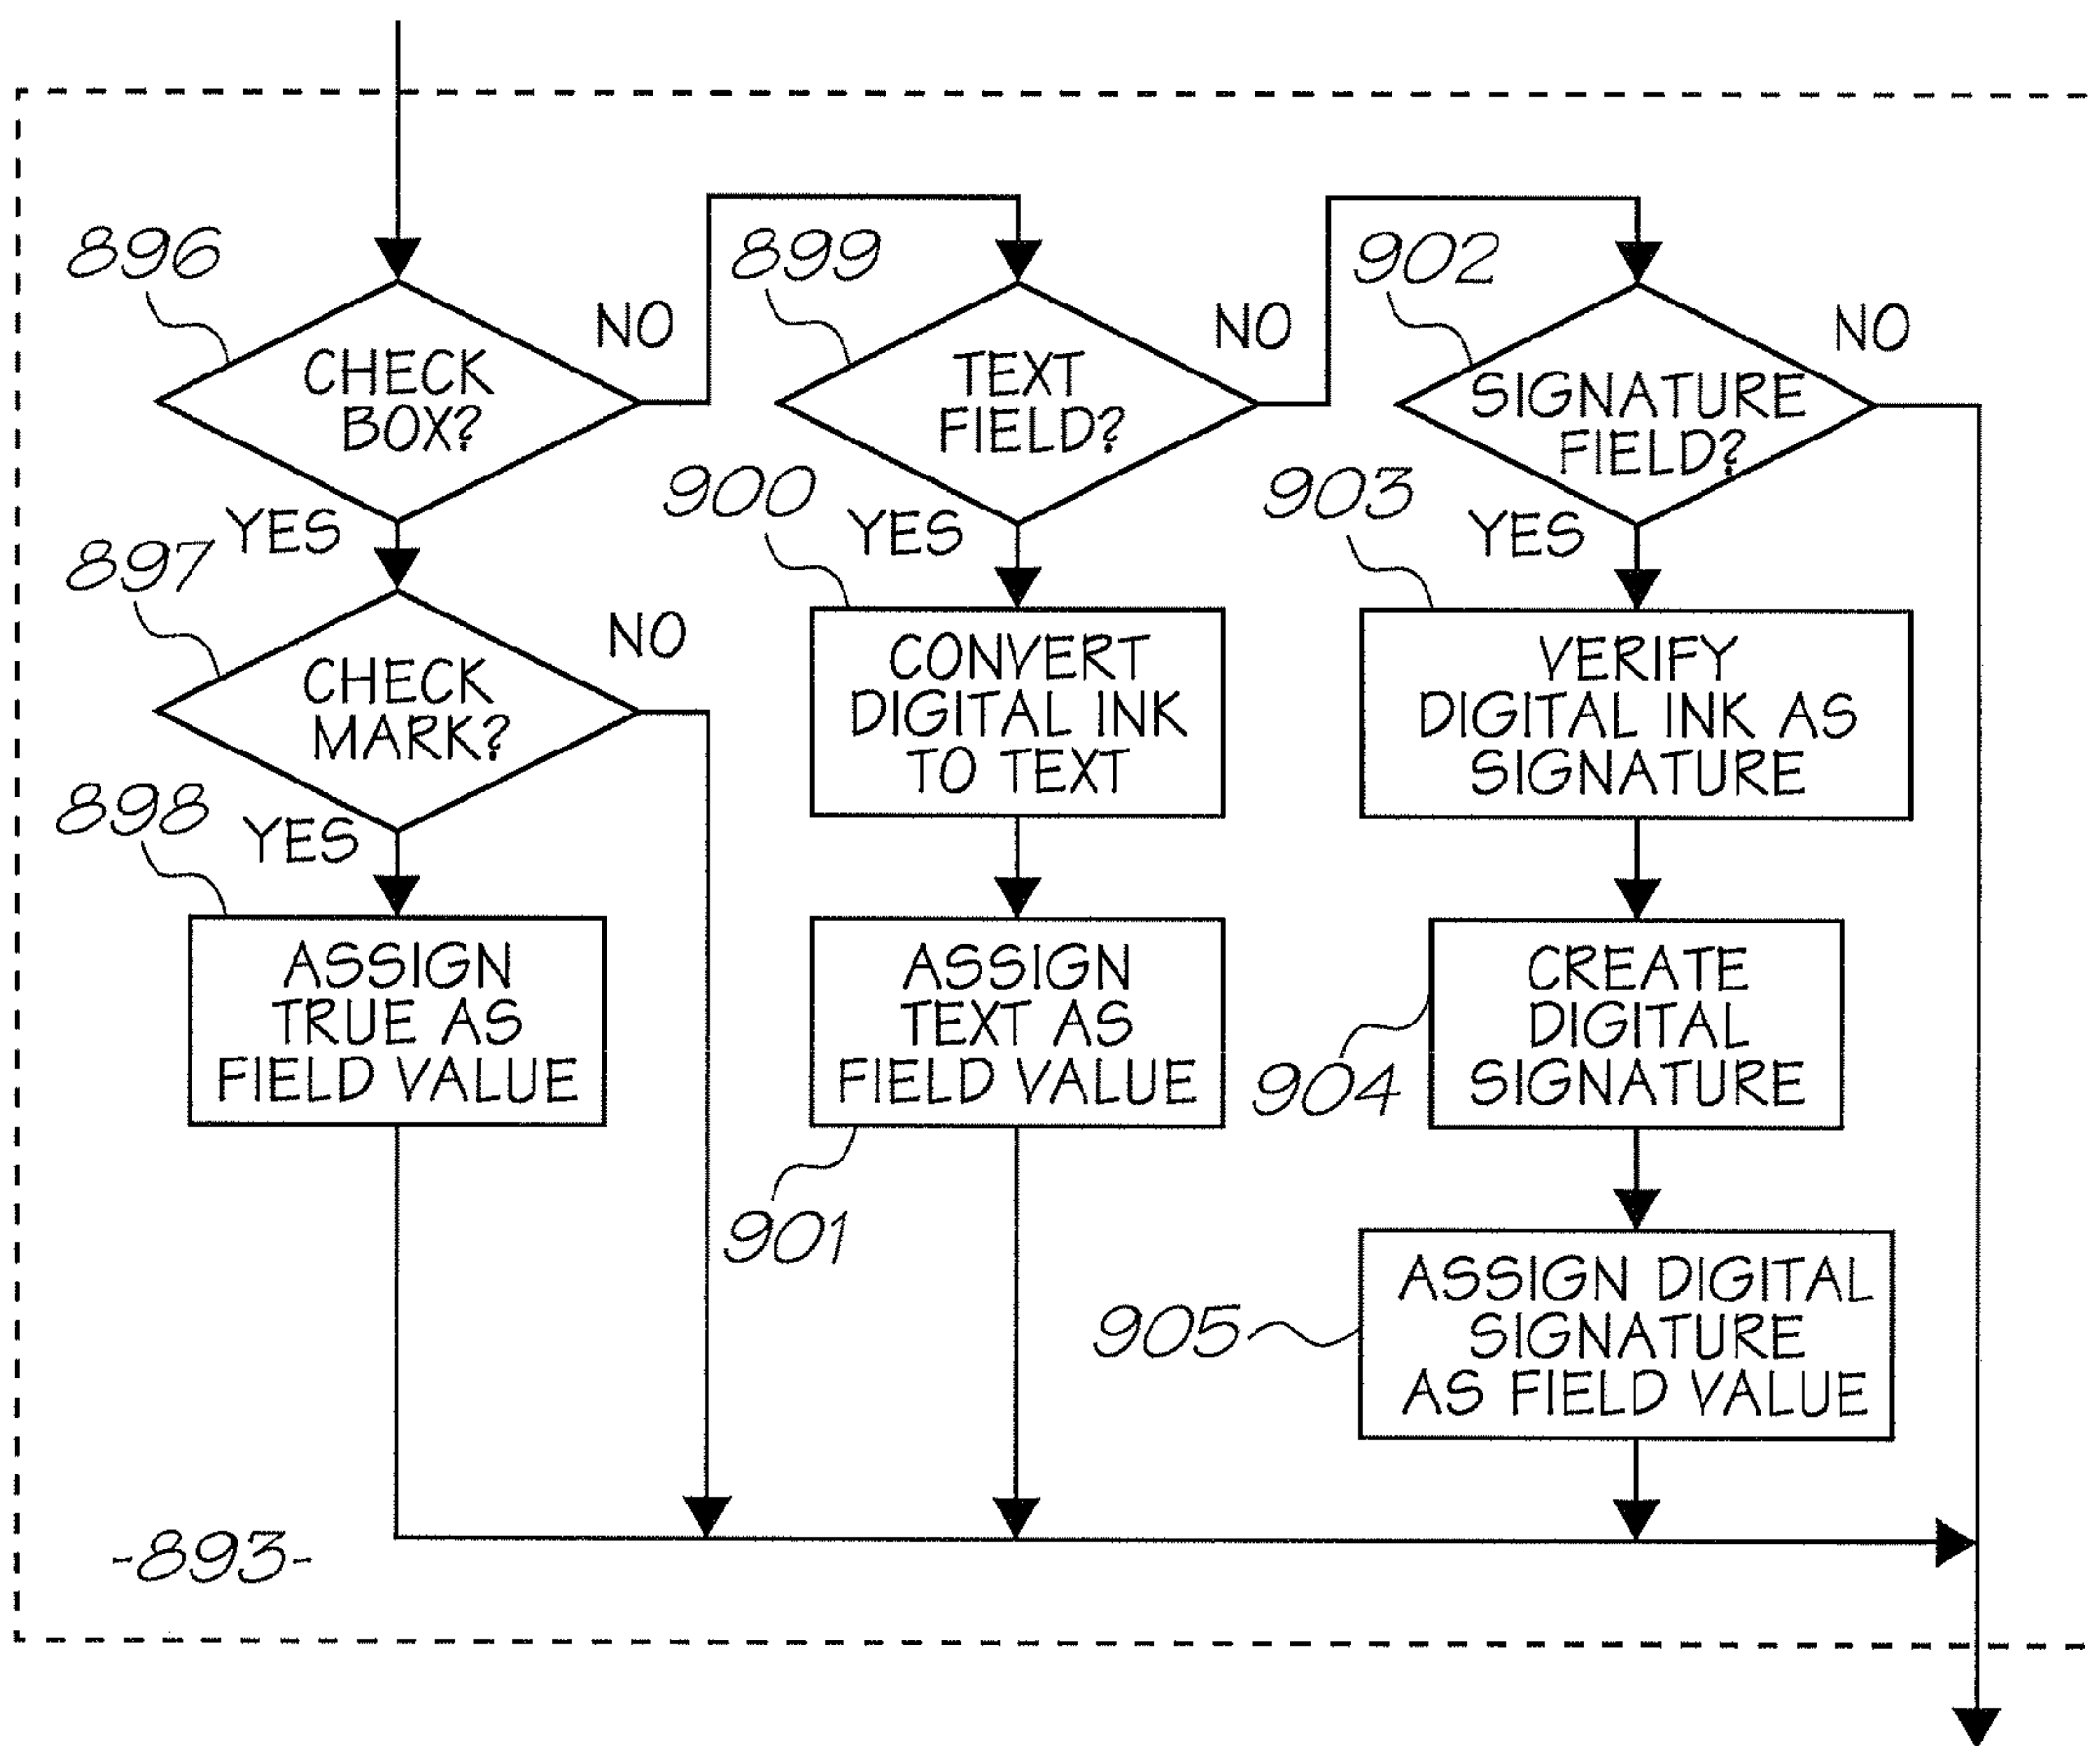 896
CHECK
BOX?
NO
YES
897
CHECK
MARK?
NO
YES
898
ASSIGN
TRUE AS
FIELD VALUE
899
TEXT
FIELD?
NO
YES
900
CONVERT
DIGITAL INK
TO TEXT
ASSIGN
TEXT AS
FIELD VALUE
901
902
SIGNATURE
FIELD?
NO
YES
903
VERIFY
DIGITAL INK AS
SIGNATURE
CREATE
DIGITAL
SIGNATURE
904
ASSIGN DIGITAL
SIGNATURE
AS FIELD VALUE
905
-893-